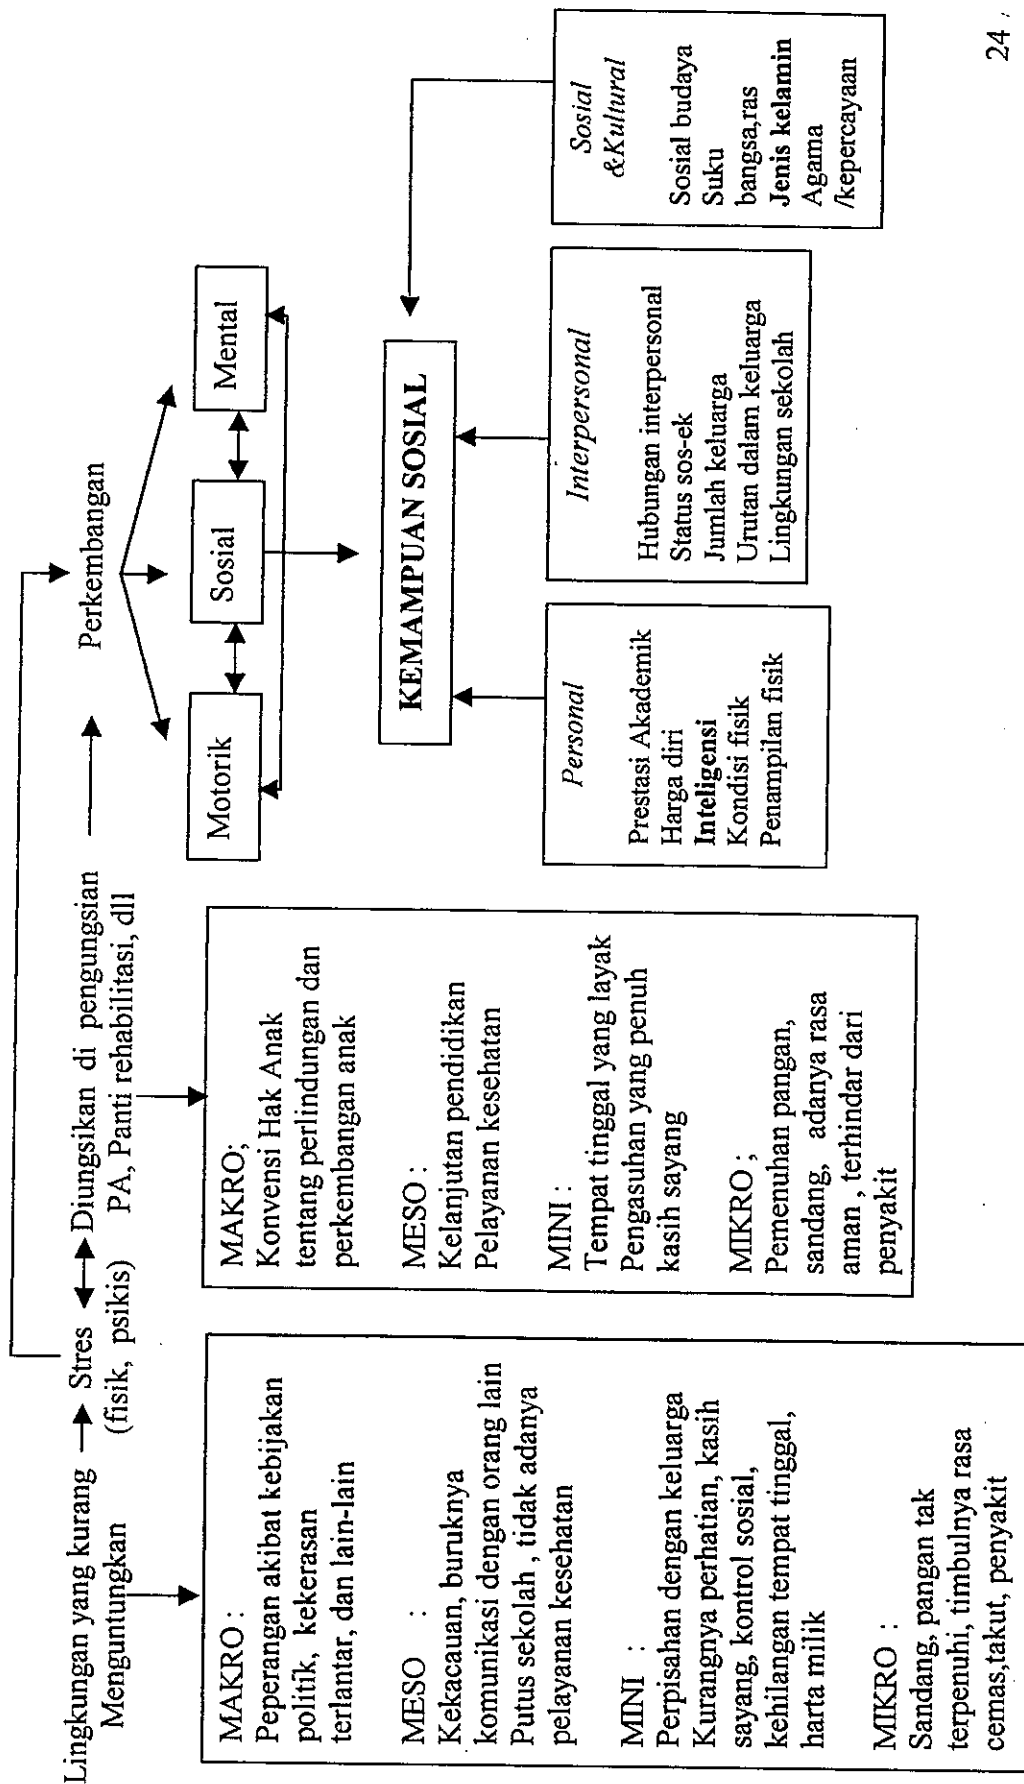 Lingkungan yang kurang
Menguntungkan
Stres
(fisik, psikis)
Diungsikan di pengungsian
PA, Panti rehabilitasi, dll
Perkembangan
MAKRO :
Peperangan akibat kebijakan
politik, kekerasan
terlantar, dan lain-lain
MESO :
Kekacauan, buruknya
komunikasi dengan orang lain
Putus sekolah , tidak adanya
pelayanan kesehatan
MINI :
Perpisahan dengan keluarga
Kurangnya perhatian, kasih
sayang, kontrol sosial,
kehilangan tempat tinggal,
harta milik
MIKRO :
Sandang, pangan tak
terpenuhi, timbulnya rasa
cemas,takut, penyakit
MAKRO;
Konvensi Hak Anak
tentang perlindungan dan
perkembangan anak
MESO :
Kelanjutan pendidikan
Pelayanan kesehatan
MINI :
Tempat tinggal yang layak
Pengasuhan yang penuh
kasih sayang
MIKRO ;
Pemenuhan pangan,
sandang, adanya rasa
aman , terhindar dari
penyakit
Motorik
Sosial
Mental
KEMAMPUAN SOSIAL
Personal
Prestasi Akademik
Harga diri
Inteligensi
Kondisi fisik
Penampilan fisik
Interpersonal
Hubungan interpersonal
Status sos-ek
Jumlah keluarga
Urutan dalam keluarga
Lingkungan sekolah
Sosial
&Kultural
Sosial budaya
Suku
bangsa,ras
Jenis kelamin
Agama
/kepercayaan
24